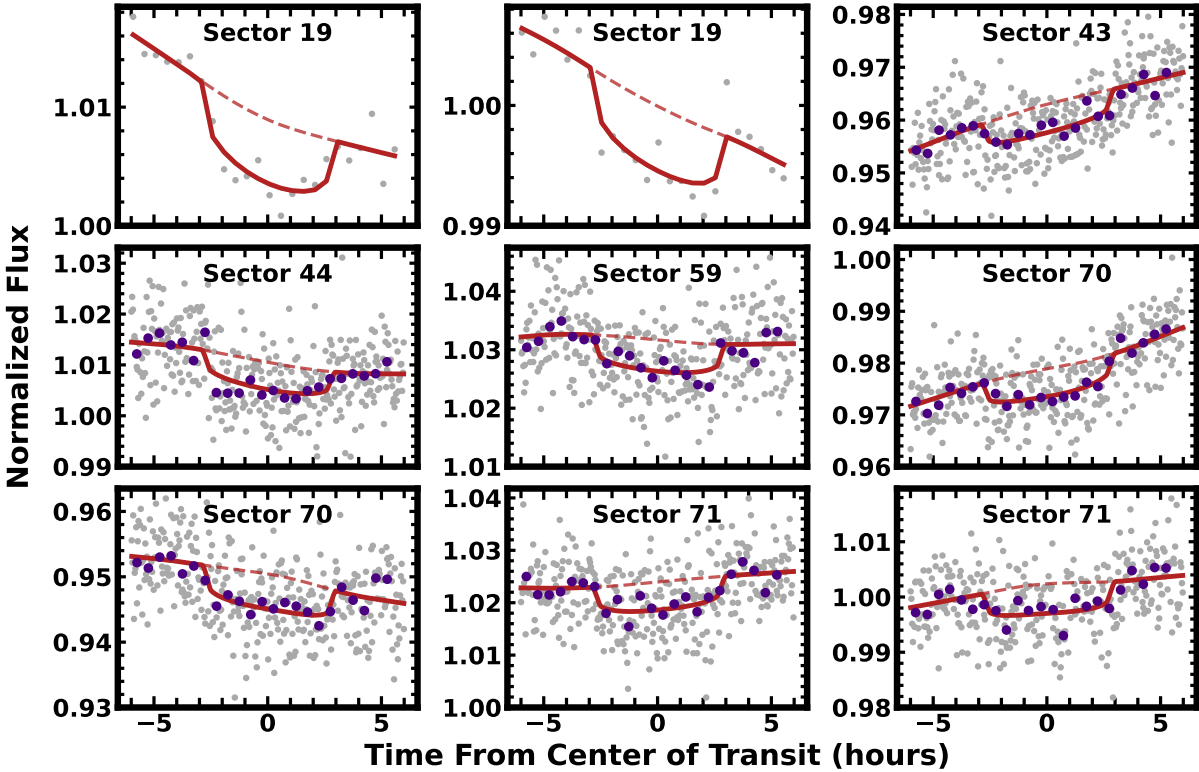 Normalized Flux
Sector 19
1.01
1.00
Sector 19
1.00
0.99
Sector 43
0.98
0.97
0.96
0.95
0.94
Sector 44
1.03
1.02
1.01
1.00
0.99
Sector 59
1.04
1.03
1.02
1.01
Sector 70
1.00
0.99
0.98
0.97
0.96
Sector 70
0.96
0.95
0.94
0.93
−5 0 5
Sector 71
1.04
1.03
1.02
1.01
1.00
−5 0 5
Sector 71
1.01
1.00
0.99
0.98
−5 0 5
Time From Center of Transit (hours)